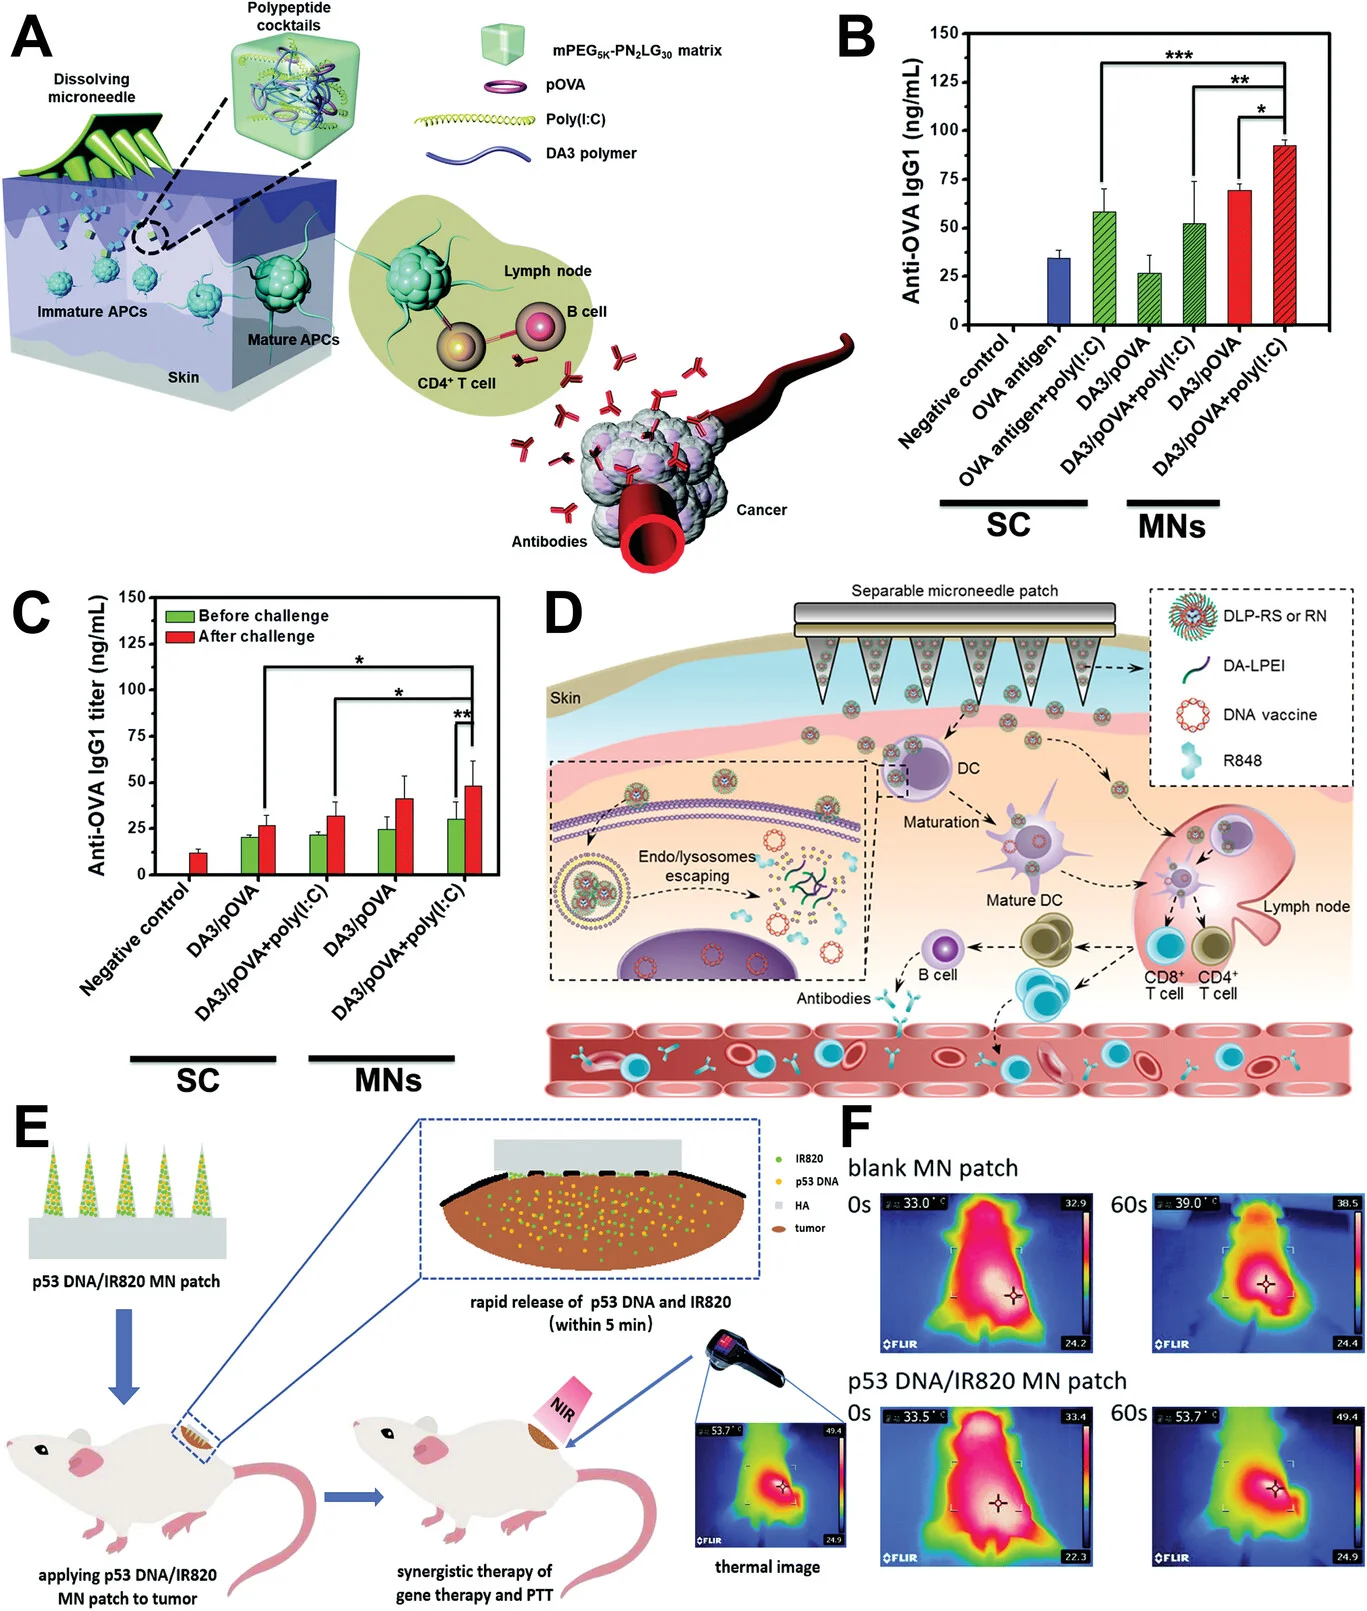 A
Polypeptide
cocktails
Dissolving
microneedle
mPEG5K-PN2LG30 matrix
pOVA
Poly(I:C)
DA3 polymer
Immature APCs
Mature APCs
Skin
Lymph node
B cell
CD4+ T cell
Antibodies
Cancer
B
Anti-OVA IgG1 (ng/mL)
150
125
100
75
50
25
0
***
**
*
Negative control
OVA antigen
OVA antigen+poly(I:C)
DA3/pOVA
DA3/pOVA+poly(I:C)
DA3/pOVA
DA3/pOVA+poly(I:C)
SC
MNs
C
Anti-OVA IgG1 titer (ng/mL)
150
125
100
75
50
25
0
Before challenge
After challenge
*
*
**
Negative control
DA3/pOVA
DA3/pOVA+poly(I:C)
DA3/pOVA
DA3/pOVA+poly(I:C)
SC
MNs
D
Separable microneedle patch
DLP-RS or RN
DA-LPEI
DNA vaccine
R848
Skin
DC
Maturation
Endo/lysosomes
escaping
Mature DC
Lymph node
CD8+
T cell
CD4+
T cell
B cell
Antibodies
E
p53 DNA/IR820 MN patch
IR820
p53 DNA
HA
tumor
rapid release of p53 DNA and IR820
(within 5 min)
NIR
53.7°C
49.4
24.9
FLIR
thermal image
applying p53 DNA/IR820
MN patch to tumor
synergistic therapy of
gene therapy and PTT
F
blank MN patch
0s
33.0°C
32.9
24.2
FLIR
60s
39.0°C
38.5
24.4
FLIR
p53 DNA/IR820 MN patch
0s
33.5°C
33.4
22.3
FLIR
60s
53.7°C
49.4
24.9
FLIR